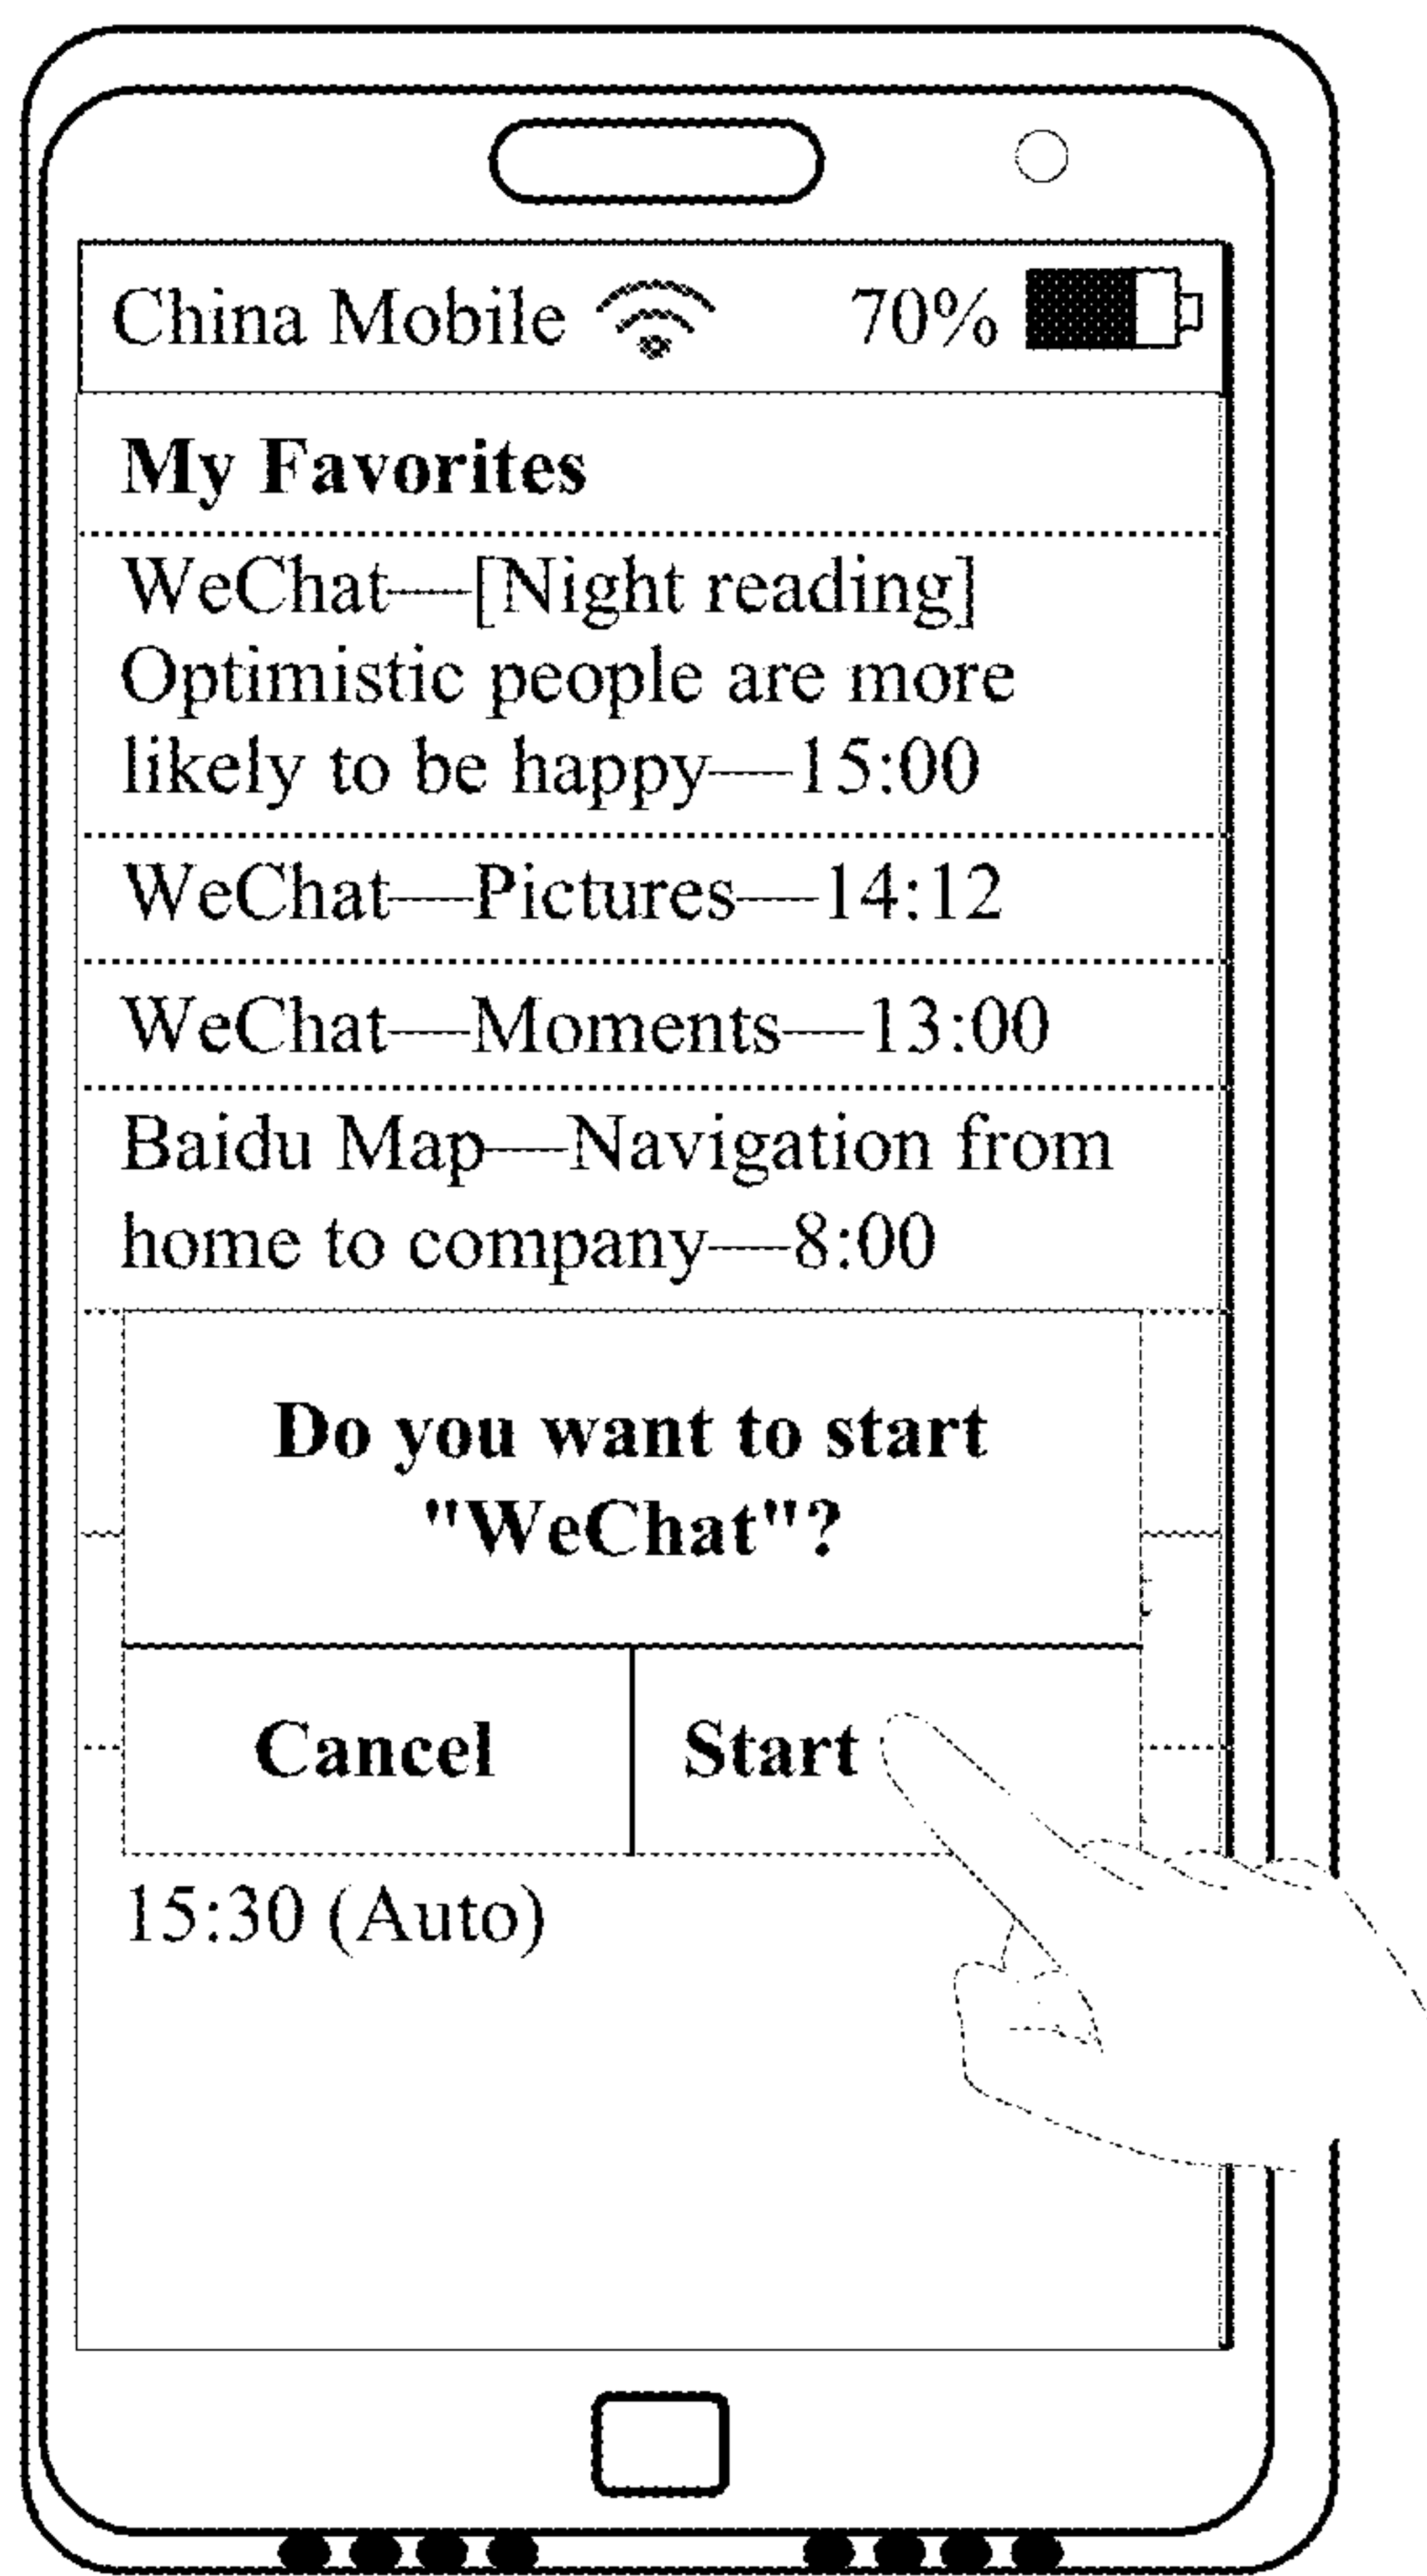 China Mobile 70%
My Favorites
WeChat—[Night reading]
Optimistic people are more
likely to be happy—15:00
WeChat—Pictures—14:12
WeChat—Moments—13:00
Baidu Map—Navigation from
home to company—8:00
Do you want to start
"WeChat"?
Cancel Start
15:30 (Auto)